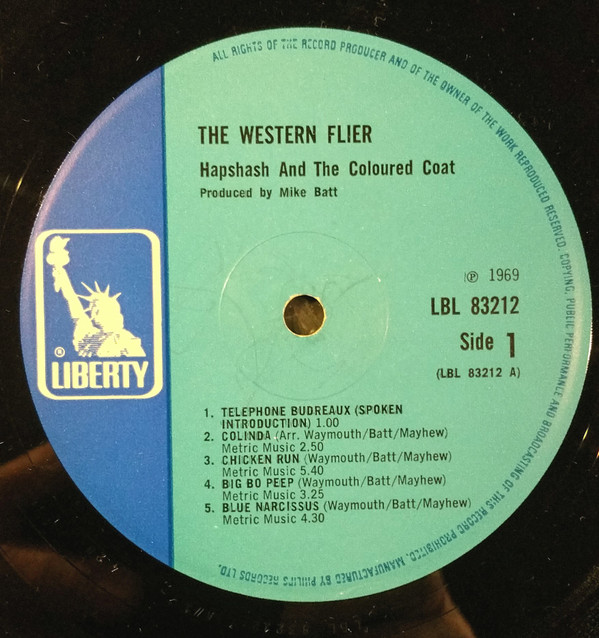 ALL RIGHTS OF THE RECORD PRODUCER AND OF THE OWNER OF THE WORK REPRODUCED RESERVED. COPYING, PUBLIC PERFORMANCE AND BROADCASTING OF THIS RECORD PROHIBITED. MANUFACTURED BY PHILIPS RECORDS LTD.
THE WESTERN FLIER
Hapshash And The Coloured Coat
Produced by Mike Batt
℗ 1969
LBL 83212
Side 1
(LBL 83212 A)
®
LIBERTY
1. TELEPHONE BUDREAUX (SPOKEN
INTRODUCTION) 1.00
2. COLINDA (Arr. Waymouth/Batt/Mayhew)
Metric Music 2.50
3. CHICKEN RUN (Waymouth/Batt/Mayhew)
Metric Music 5.40
4. BIG BO PEEP (Waymouth/Batt/Mayhew)
Metric Music 3.25
5. BLUE NARCISSUS (Waymouth/Batt/Mayhew)
Metric Music 4.30